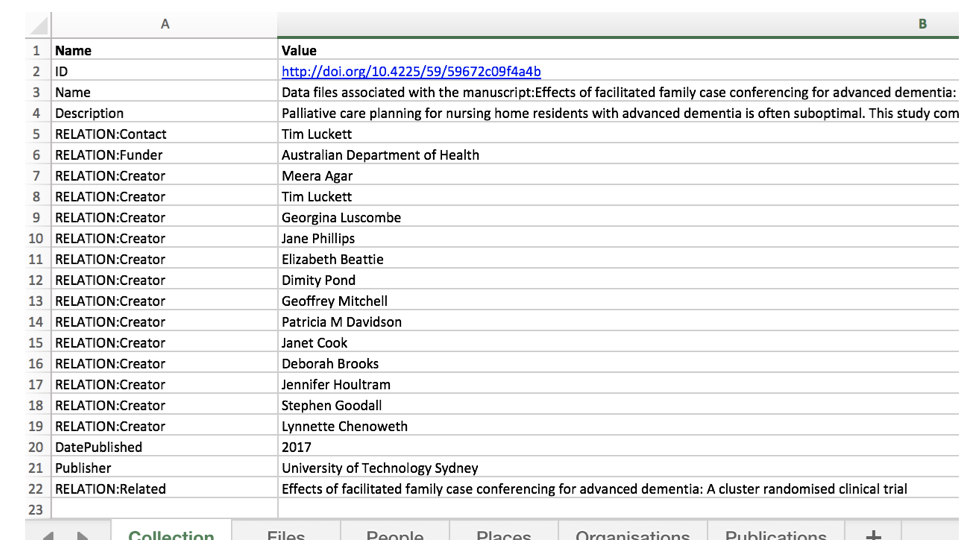 A B
1 Name Value
2 ID http://doi.org/10.4225/59/59672c09f4a4b
3 Name Data files associated with the manuscript:Effects of facilitated family case conferencing for advanced dementia:
4 Description Palliative care planning for nursing home residents with advanced dementia is often suboptimal. This study com
5 RELATION:Contact Tim Luckett
6 RELATION:Funder Australian Department of Health
7 RELATION:Creator Meera Agar
8 RELATION:Creator Tim Luckett
9 RELATION:Creator Georgina Luscombe
10 RELATION:Creator Jane Phillips
11 RELATION:Creator Elizabeth Beattie
12 RELATION:Creator Dimity Pond
13 RELATION:Creator Geoffrey Mitchell
14 RELATION:Creator Patricia M Davidson
15 RELATION:Creator Janet Cook
16 RELATION:Creator Deborah Brooks
17 RELATION:Creator Jennifer Houltram
18 RELATION:Creator Stephen Goodall
19 RELATION:Creator Lynnette Chenoweth
20 DatePublished 2017
21 Publisher University of Technology Sydney
22 RELATION:Related Effects of facilitated family case conferencing for advanced dementia: A cluster randomised clinical trial
23
Collection Files People Places Organisations Publications +